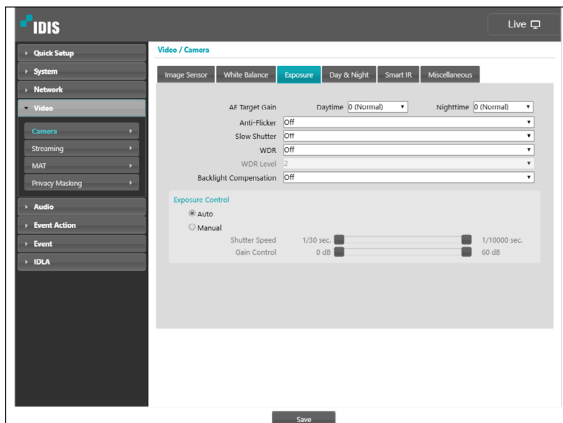 IDIS
Live
Quick Setup
System
Network
Video
Camera
Streaming
MAT
Privacy Masking
Audio
Event Action
Event
IDLA
Video / Camera
Image Sensor White Balance Exposure Day & Night Smart IR Miscellaneous
AE Target Gain Daytime 0 (Normal) Nighttime 0 (Normal)
Anti-Flicker Off
Slow Shutter Off
WDR Off
WDR Level 2
Backlight Compensation Off
Exposure Control
Auto
Manual
Shutter Speed 1/30 sec. 1/10000 sec.
Gain Control 0 dB 60 dB
Save